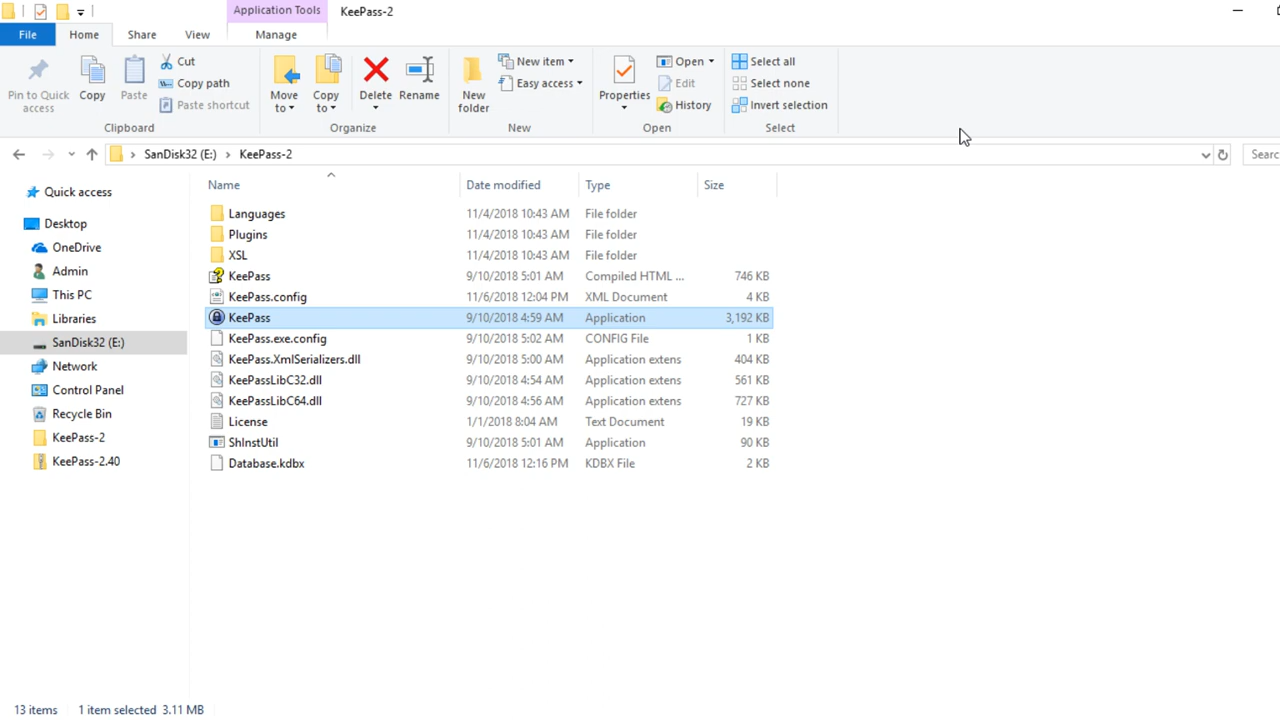 Application Tools
KeePass-2
File
Home
Share
View
Manage
Pin to Quick access
Copy
Paste
Cut
Copy path
Paste shortcut
Clipboard
Move to
Copy to
Delete
Rename
Organize
New folder
New item
Easy access
New
Properties
Open
Edit
History
Open
Select all
Select none
Invert selection
Select
SanDisk32 (E:) > KeePass-2
Searc
Quick access
Desktop
OneDrive
Admin
This PC
Libraries
SanDisk32 (E:)
Network
Control Panel
Recycle Bin
KeePass-2
KeePass-2.40
Name Date modified Type Size
Languages 11/4/2018 10:43 AM File folder
Plugins 11/4/2018 10:43 AM File folder
XSL 11/4/2018 10:43 AM File folder
KeePass 9/10/2018 5:01 AM Compiled HTML ... 746 KB
KeePass.config 11/6/2018 12:04 PM XML Document 4 KB
KeePass 9/10/2018 4:59 AM Application 3,192 KB
KeePass.exe.config 9/10/2018 5:02 AM CONFIG File 1 KB
KeePass.XmlSerializers.dll 9/10/2018 5:00 AM Application extens 404 KB
KeePassLibC32.dll 9/10/2018 4:54 AM Application extens 561 KB
KeePassLibC64.dll 9/10/2018 4:56 AM Application extens 727 KB
License 1/1/2018 8:04 AM Text Document 19 KB
ShInstUtil 9/10/2018 5:01 AM Application 90 KB
Database.kdbx 11/6/2018 12:16 PM KDBX File 2 KB
13 items 1 item selected 3.11 MB